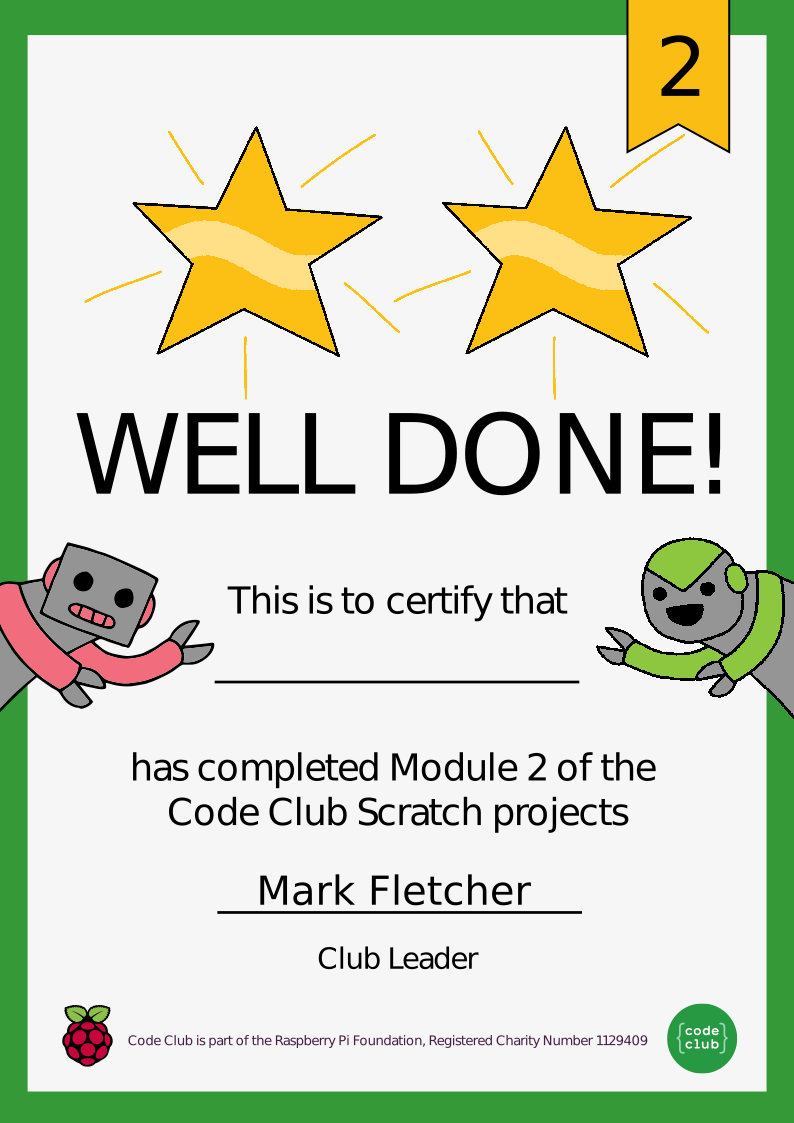 2
WELL DONE!
This is to certify that
has completed Module 2 of the
Code Club Scratch projects
Mark Fletcher
Club Leader
Code Club is part of the Raspberry Pi Foundation, Registered Charity Number 1129409
{code
club}